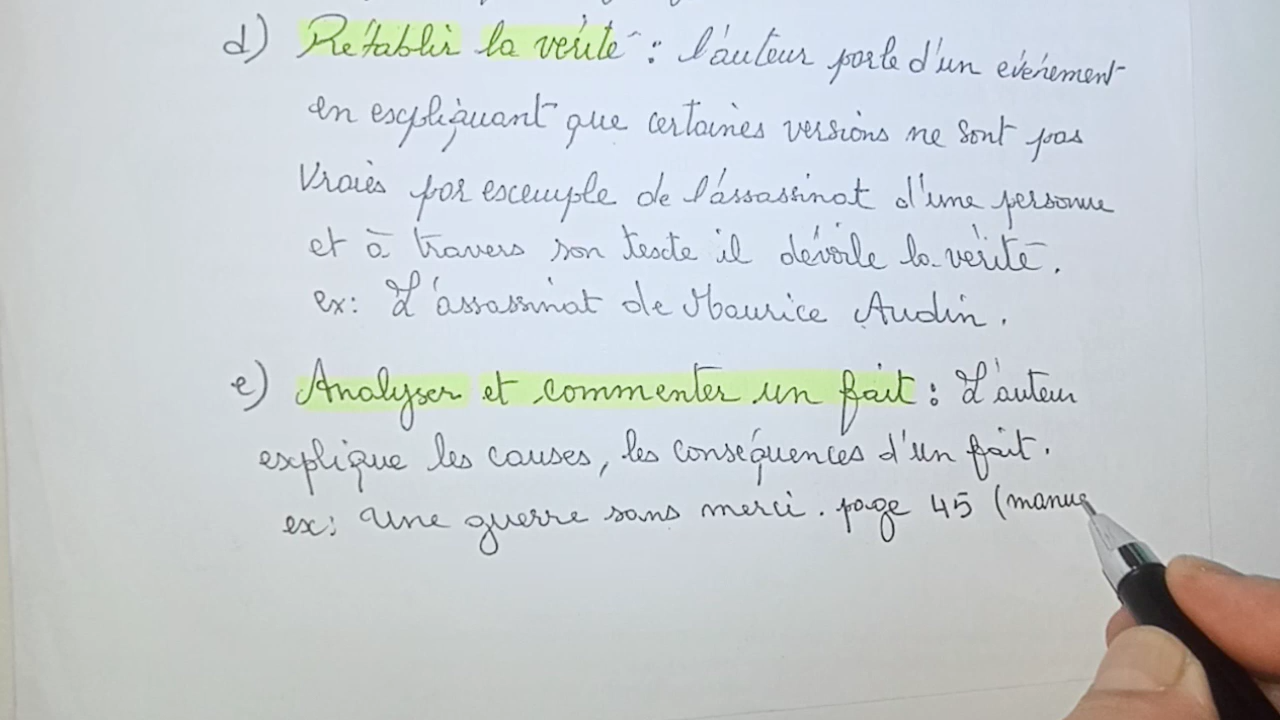 d) Rétablir la vérité : l'auteur parle d'un événement
en expliquant que certaines versions ne sont pas
vraies par exemple de l'assassinat d'une personne
et à travers son texte il dévoile la vérité.
ex: L'assassinat de Maurice Audin.
e) Analyser et commenter un fait : L'auteur
explique les causes, les conséquences d'un fait.
ex: Une guerre sans merci. page 45 (manue